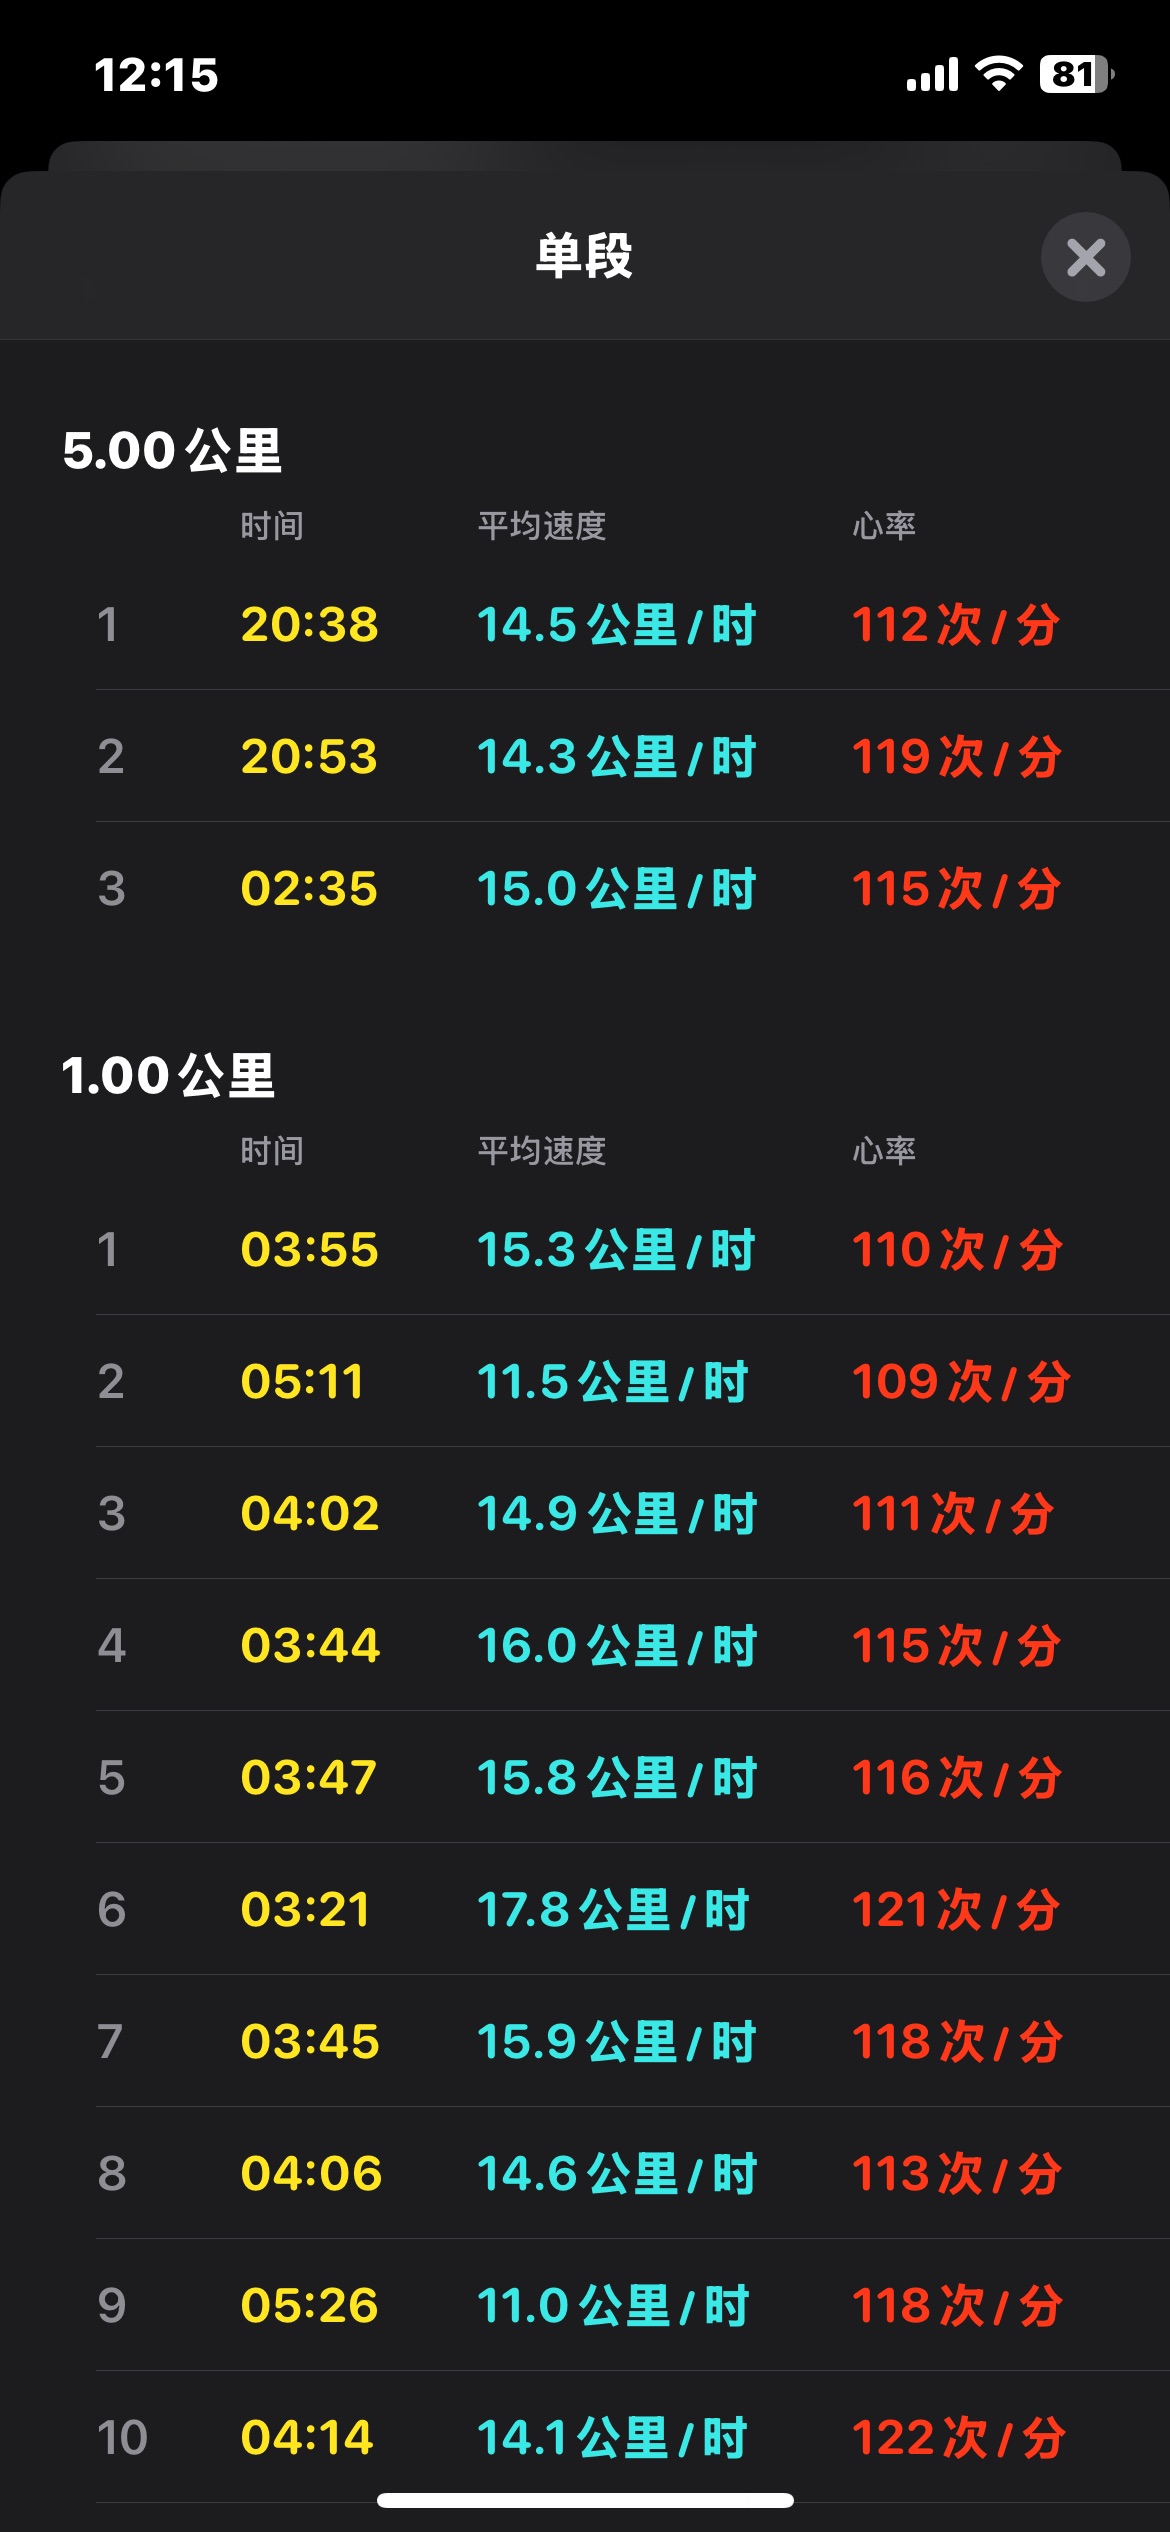 12:15 81
单段
5.00 公里
时间 平均速度 心率
1 20:38 14.5 公里 / 时 112 次 / 分
2 20:53 14.3 公里 / 时 119 次 / 分
3 02:35 15.0 公里 / 时 115 次 / 分
1.00 公里
时间 平均速度 心率
1 03:55 15.3 公里 / 时 110 次 / 分
2 05:11 11.5 公里 / 时 109 次 / 分
3 04:02 14.9 公里 / 时 111 次 / 分
4 03:44 16.0 公里 / 时 115 次 / 分
5 03:47 15.8 公里 / 时 116 次 / 分
6 03:21 17.8 公里 / 时 121 次 / 分
7 03:45 15.9 公里 / 时 118 次 / 分
8 04:06 14.6 公里 / 时 113 次 / 分
9 05:26 11.0 公里 / 时 118 次 / 分
10 04:14 14.1 公里 / 时 122 次 / 分